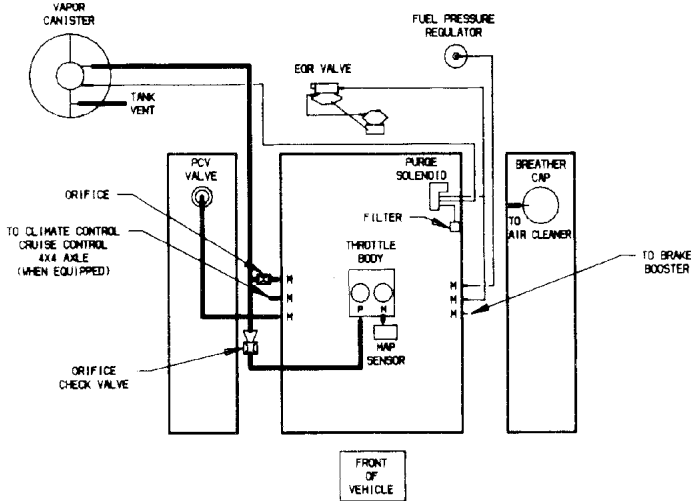 VAPOR
CANISTER
FUEL PRESSURE
REGULATOR
EGR VALVE
TANK
VENT
PCV
VALVE
PURGE
SOLENOID
BREATHER
CAP
ORIFICE
FILTER
TO
AIR CLEANER
TO CLIMATE CONTROL
CRUISE CONTROL
4X4 AXLE
(WHEN EQUIPPED)
THROTTLE
BODY
TO BRAKE
BOOSTER
M
M
M
M
M
M
P
M
MAP
SENSOR
ORIFICE
CHECK VALVE
FRONT
OF
VEHICLE